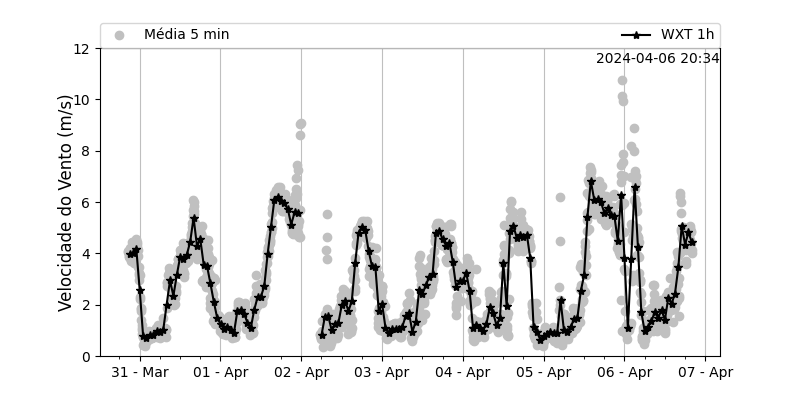 Média 5 min
WXT 1h
2024-04-06 20:34
Velocidade do Vento (m/s)
12
10
8
6
4
2
0
31 - Mar
01 - Apr
02 - Apr
03 - Apr
04 - Apr
05 - Apr
06 - Apr
07 - Apr